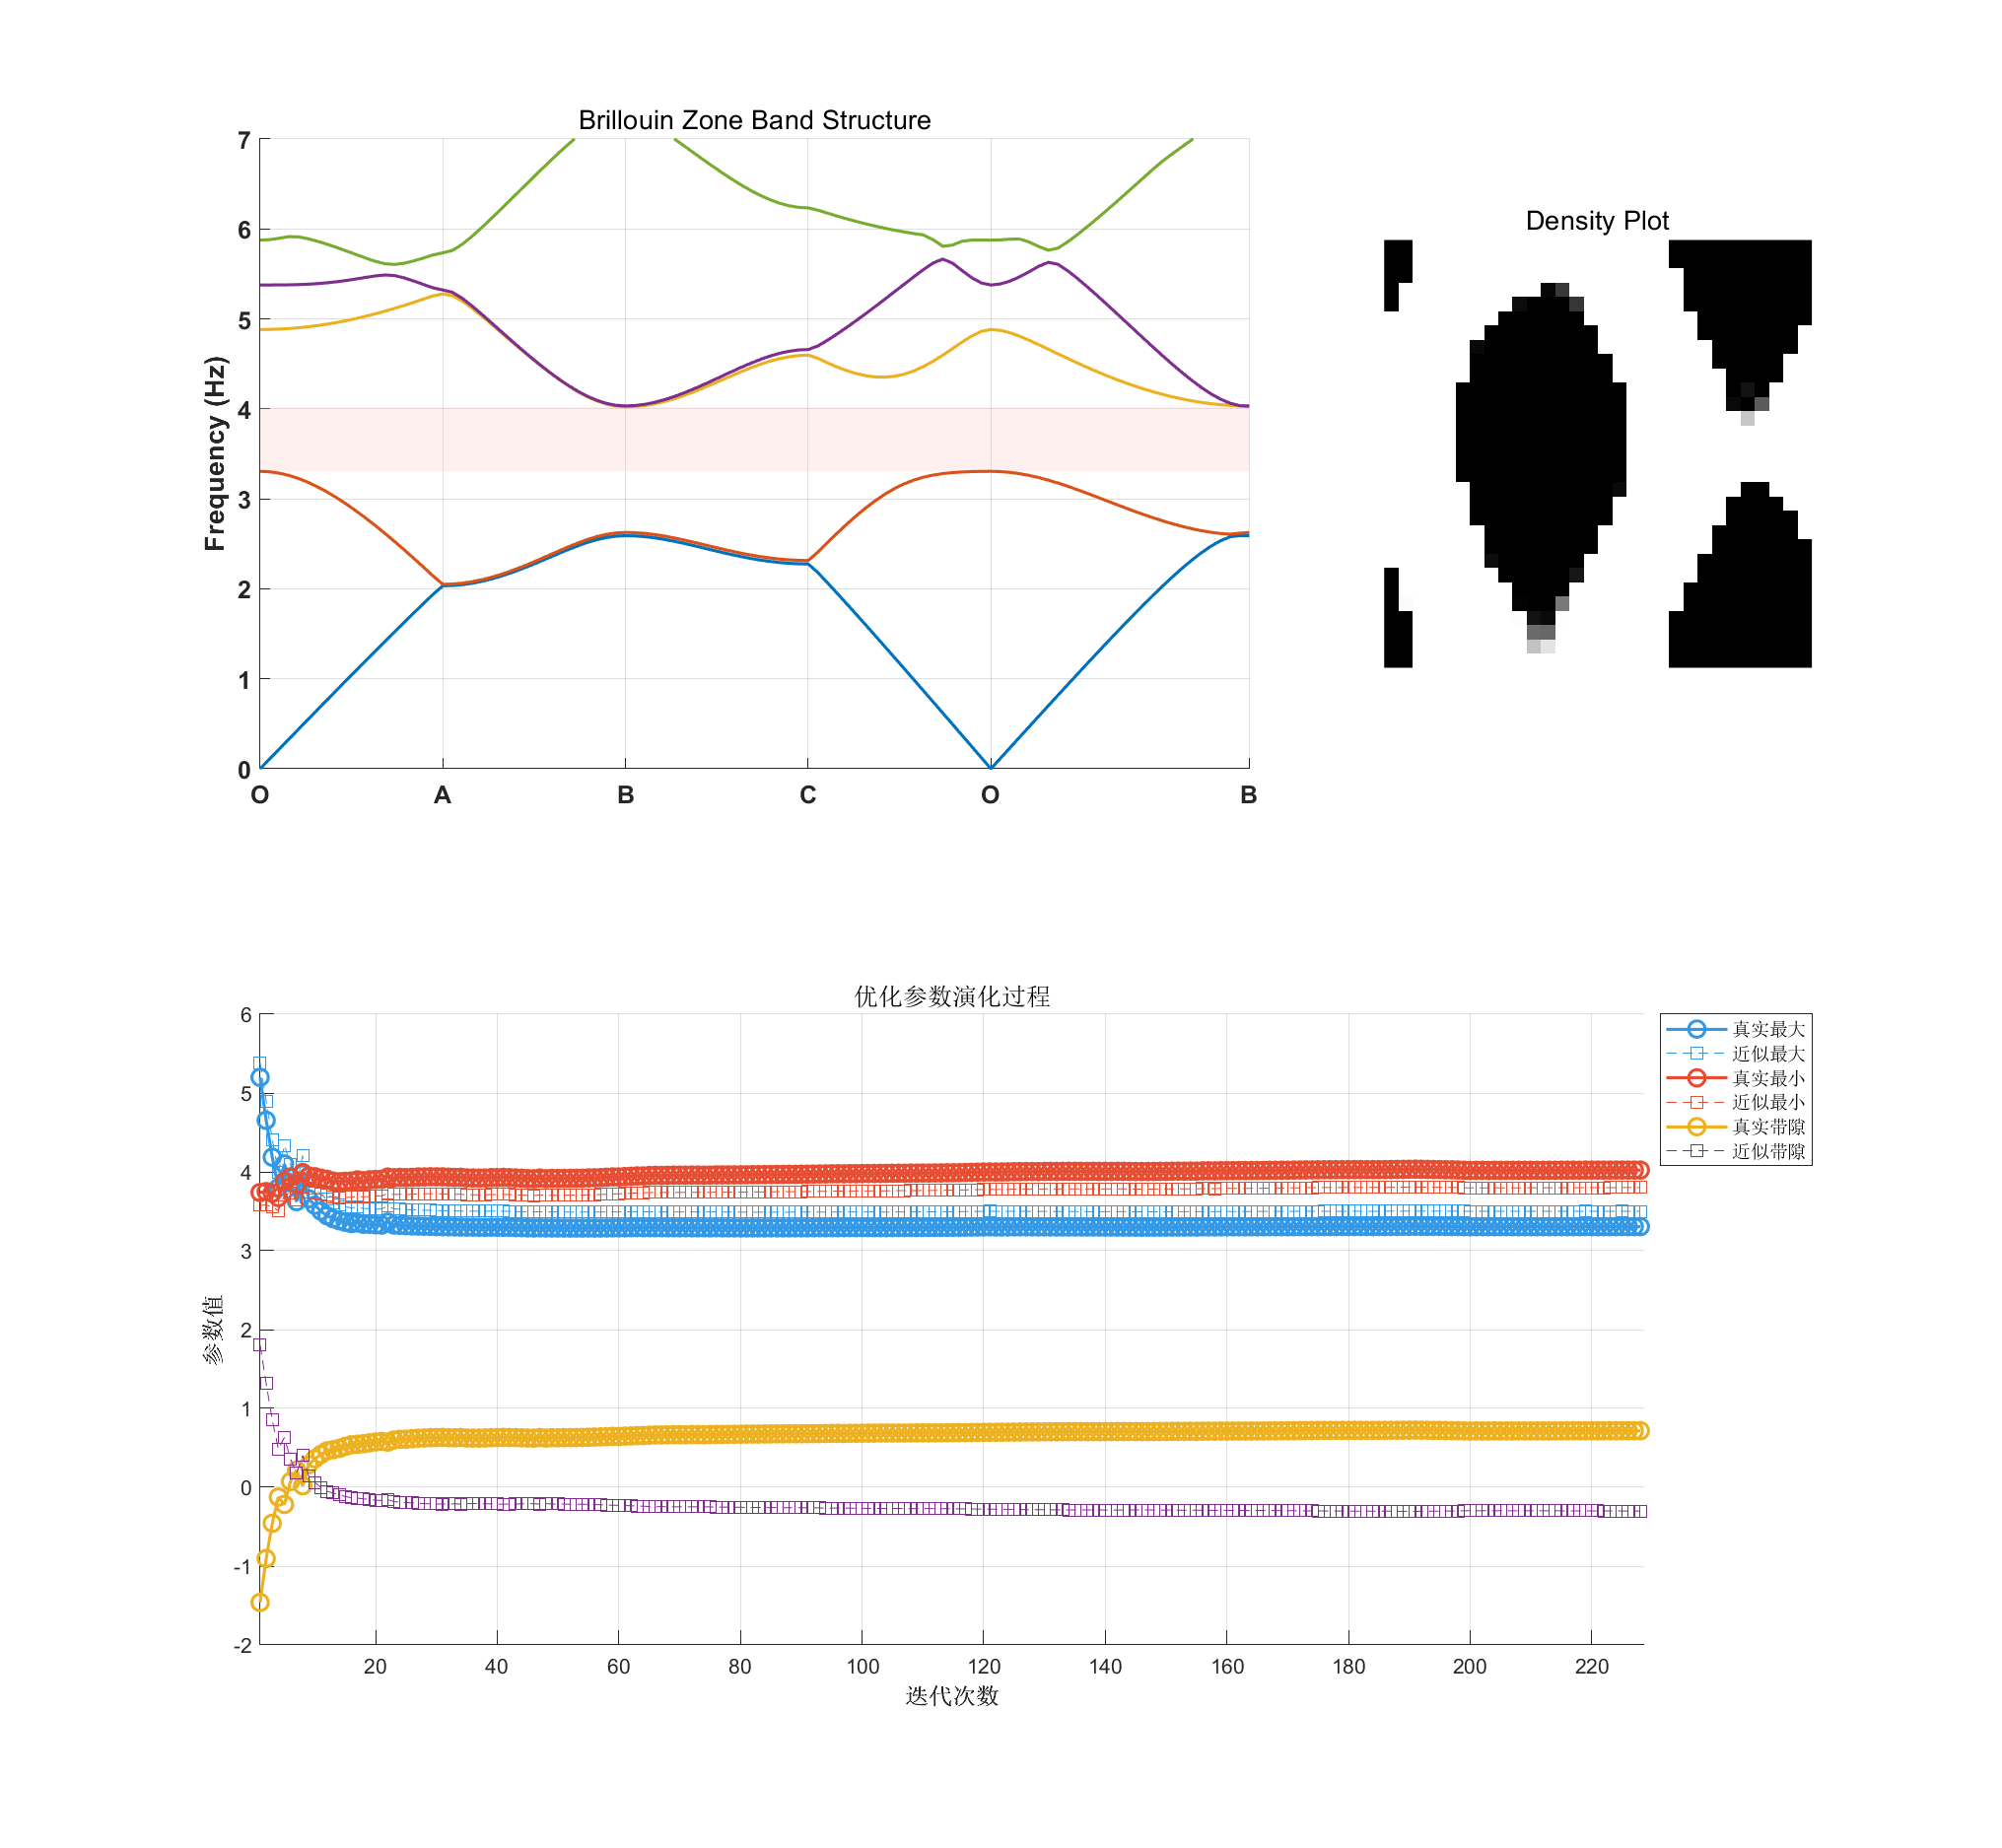 Brillouin Zone Band Structure
7
6
5
4
3
2
1
0
Frequency (Hz)
O A B C O B
Density Plot
优化参数演化过程
6
5
4
3
2
1
0
-1
-2
参数值
20 40 60 80 100 120 140 160 180 200 220
迭代次数
真实最大
近似最大
真实最小
近似最小
真实带隙
近似带隙